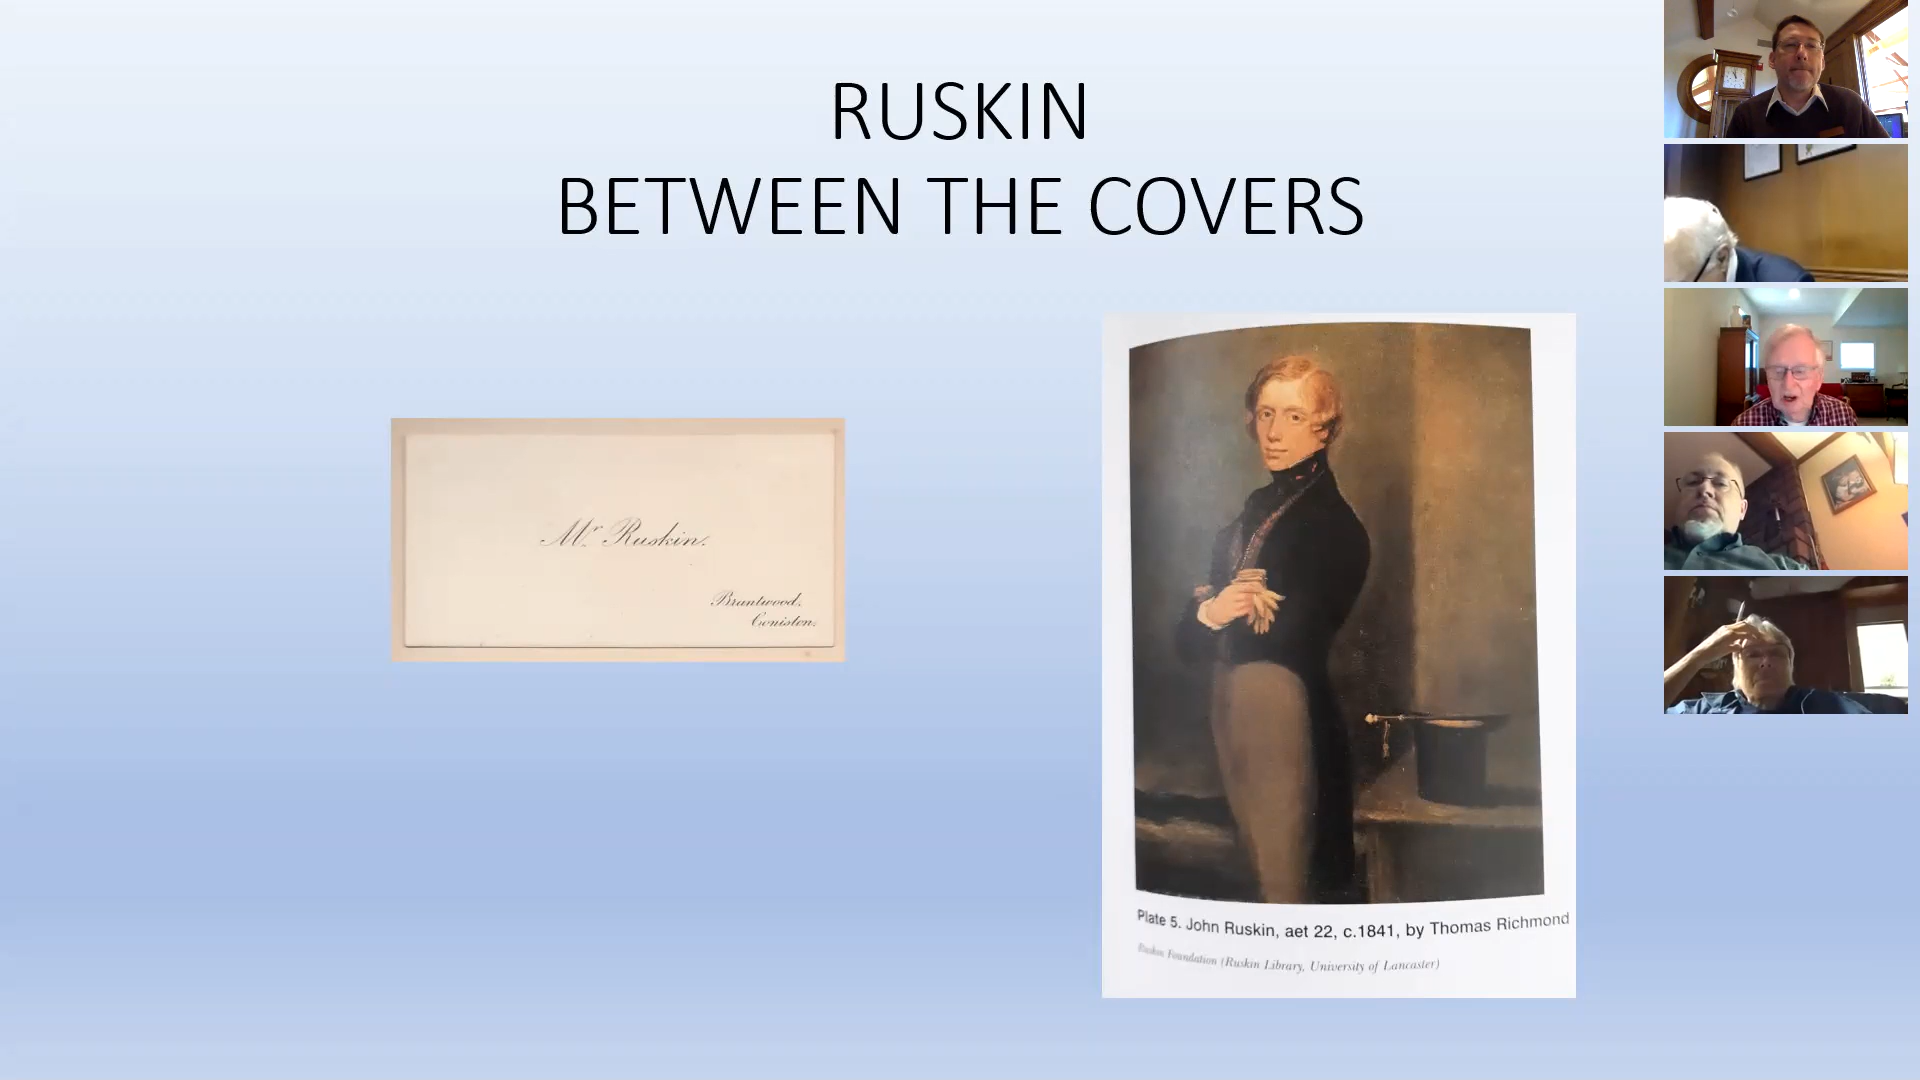 RUSKIN
BETWEEN THE COVERS
Mr. Ruskin.
Brantwood,
Coniston.
Plate 5. John Ruskin, aet 22, c.1841, by Thomas Richmond
Ruskin Foundation (Ruskin Library, University of Lancaster)